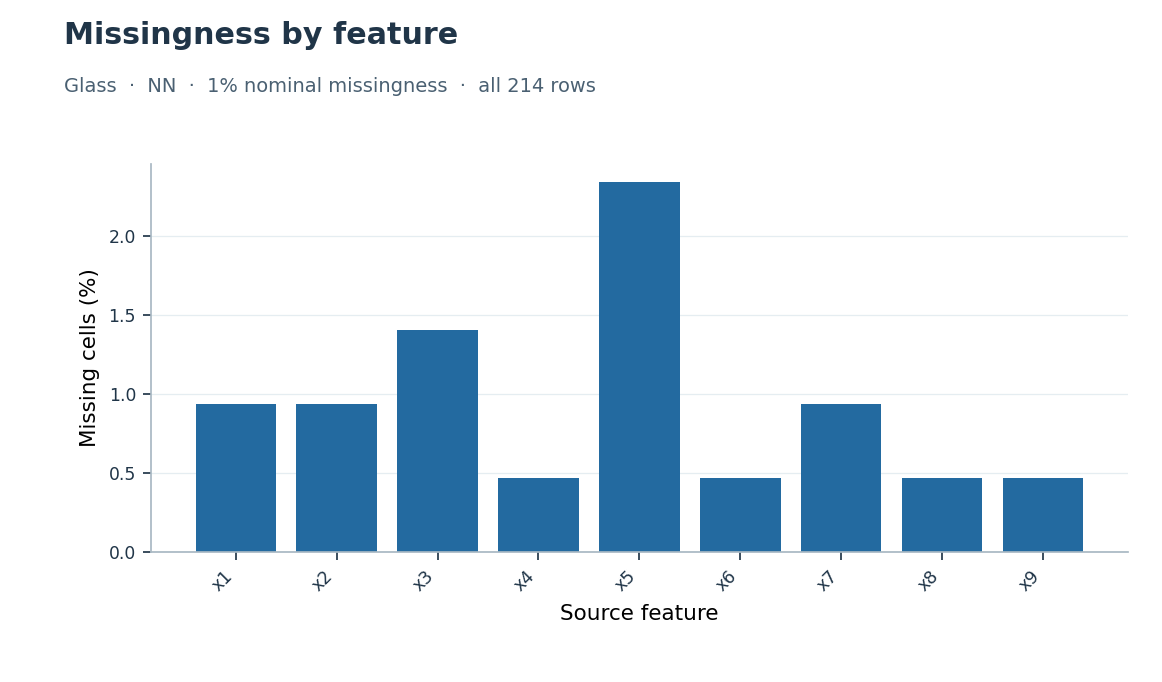 Missingness by feature
Glass · NN · 1% nominal missingness · all 214 rows
Missing cells (%)
2.0
1.5
1.0
0.5
0.0
x1 x2 x3 x4 x5 x6 x7 x8 x9
Source feature